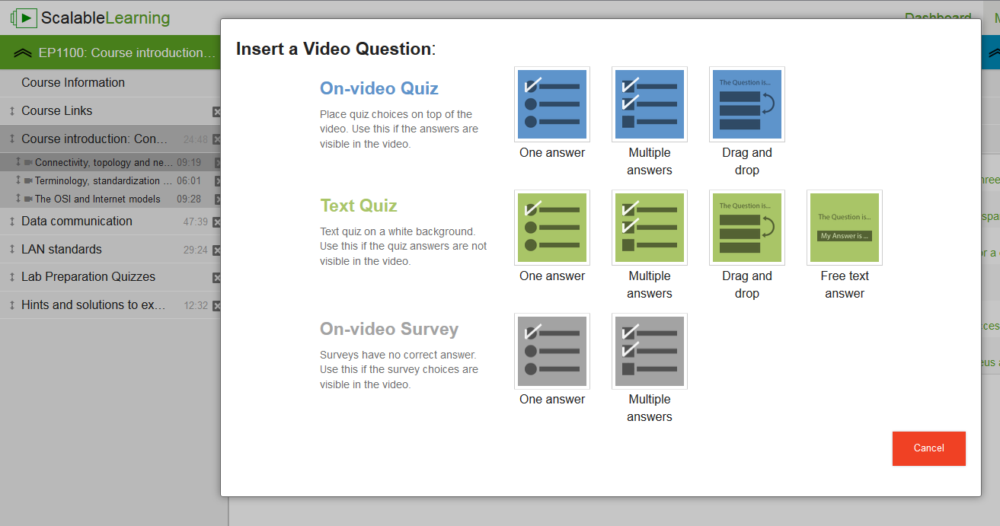 ScalableLearning
Dashboard
EP1100: Course introduction…
Course Information
Course Links
Course introduction: Con… 24:48
Connectivity, topology and ne… 09:19
Terminology, standardization … 06:01
The OSI and Internet models 09:28
Data communication 47:39
LAN standards 29:24
Lab Preparation Quizzes
Hints and solutions to ex… 12:32
Insert a Video Question:
On-video Quiz
Place quiz choices on top of the
video. Use this if the answers are
visible in the video.
One answer
Multiple
answers
The Question is...
Drag and
drop
Text Quiz
Text quiz on a white background.
Use this if the quiz answers are not
visible in the video.
One answer
Multiple
answers
The Question is...
Drag and
drop
The Question is...
My Answer is ...
Free text
answer
On-video Survey
Surveys have no correct answer.
Use this if the survey choices are
visible in the video.
One answer
Multiple
answers
Cancel